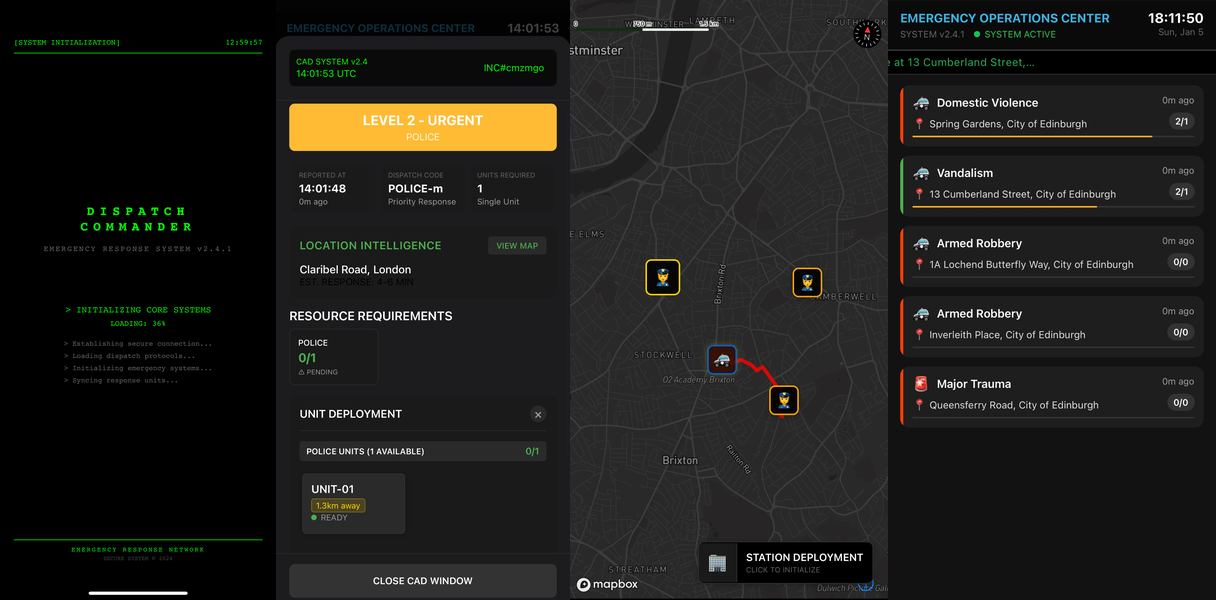 [SYSTEM INITIALIZATION] 12:59:57
DISPATCH
COMMANDER
EMERGENCY RESPONSE SYSTEM v2.4.1
> INITIALIZING CORE SYSTEMS
LOADING: 36%
> Establishing secure connection...
> Loading dispatch protocols...
> Initializing emergency systems...
> Syncing response units...
EMERGENCY RESPONSE NETWORK
SECURE SYSTEM © 2024
EMERGENCY OPERATIONS CENTER 14:01:53
CAD SYSTEM v2.4
14:01:53 UTC
INC#cmzmgo
LEVEL 2 - URGENT
POLICE
REPORTED AT
14:01:48
0m ago
DISPATCH CODE
POLICE-m
Priority Response
UNITS REQUIRED
1
Single Unit
LOCATION INTELLIGENCE
VIEW MAP
Claribel Road, London
EST. RESPONSE: 4-6 MIN
RESOURCE REQUIREMENTS
POLICE
0/1
⚠ PENDING
UNIT DEPLOYMENT
×
POLICE UNITS (1 AVAILABLE) 0/1
UNIT-01
1.3km away
READY
CLOSE CAD WINDOW
0 750 m 1.5 km
LAMBETH
stminster
N
E ELMS
Brixton Rd
STOCKWELL
O2 Academy Brixton
Brixton
Railton Rd
STREATHAM
STATION DEPLOYMENT
CLICK TO INITIALIZE
mapbox
EMERGENCY OPERATIONS CENTER 18:11:50
SYSTEM v2.4.1 SYSTEM ACTIVE Sun, Jan 5
e at 13 Cumberland Street,...
Domestic Violence 0m ago
Spring Gardens, City of Edinburgh 2/1
Vandalism 0m ago
13 Cumberland Street, City of Edinburgh 2/1
Armed Robbery 0m ago
1A Lochend Butterfly Way, City of Edinburgh 0/0
Armed Robbery 0m ago
Inverleith Place, City of Edinburgh 0/0
Major Trauma 0m ago
Queensferry Road, City of Edinburgh 0/0